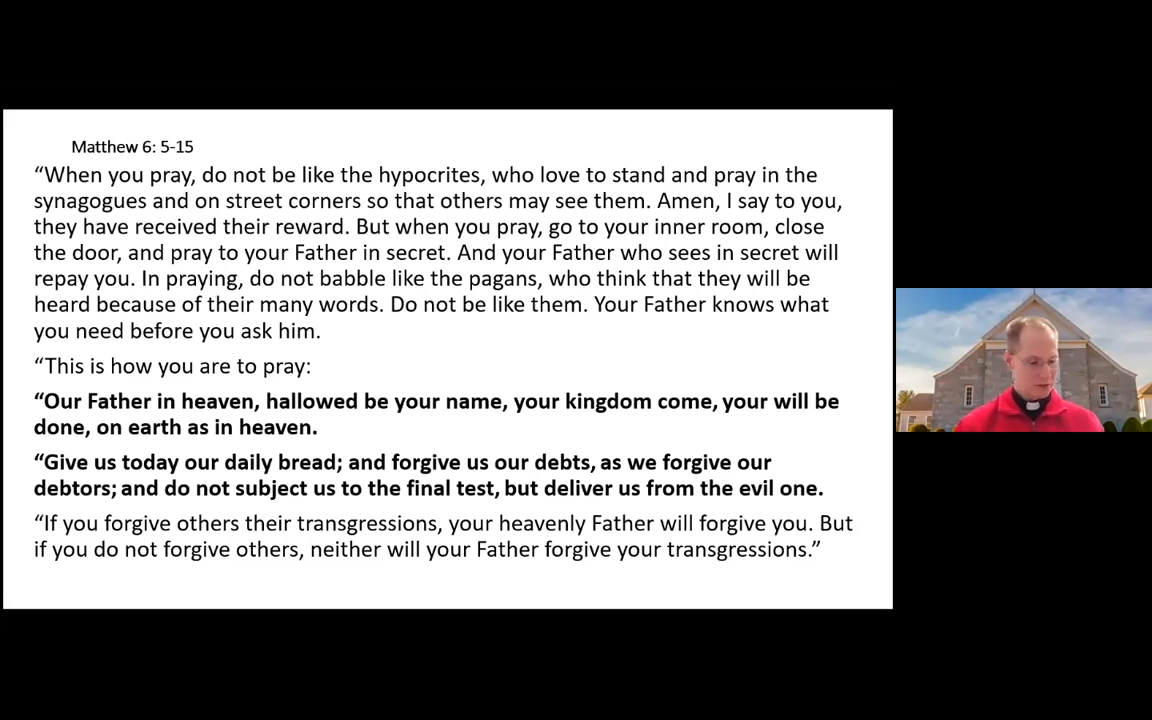 Matthew 6: 5-15
“When you pray, do not be like the hypocrites, who love to stand and pray in the
synagogues and on street corners so that others may see them. Amen, I say to you,
they have received their reward. But when you pray, go to your inner room, close
the door, and pray to your Father in secret. And your Father who sees in secret will
repay you. In praying, do not babble like the pagans, who think that they will be
heard because of their many words. Do not be like them. Your Father knows what
you need before you ask him.
“This is how you are to pray:
“Our Father in heaven, hallowed be your name, your kingdom come, your will be
done, on earth as in heaven.
“Give us today our daily bread; and forgive us our debts, as we forgive our
debtors; and do not subject us to the final test, but deliver us from the evil one.
“If you forgive others their transgressions, your heavenly Father will forgive you. But
if you do not forgive others, neither will your Father forgive your transgressions.”